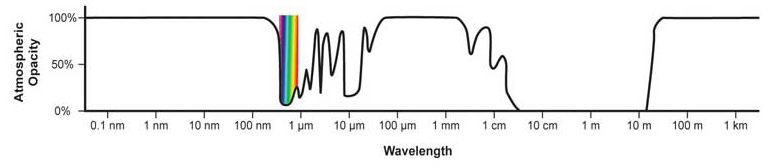 Atmospheric
Opacity
100%
50%
0%
0.1 nm 1 nm 10 nm 100 nm 1 μm 10 μm 100 μm 1 mm 1 cm 10 cm 1 m 10 m 100 m 1 km
Wavelength